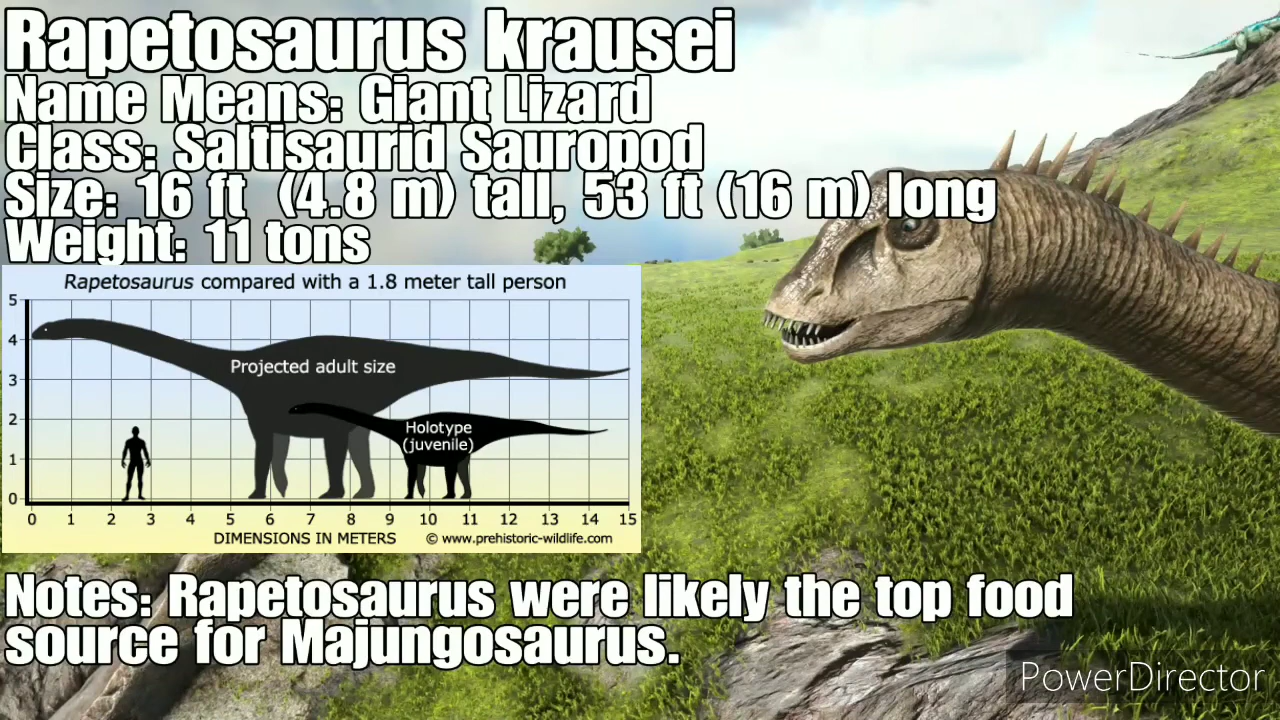 Rapetosaurus krausei
Name Means: Giant Lizard
Class: Saltisaurid Sauropod
Size: 16 ft (4.8 m) tall, 53 ft (16 m) long
Weight: 11 tons
Rapetosaurus compared with a 1.8 meter tall person
5
4
3
2
1
0
Projected adult size
Holotype
(juvenile)
0 1 2 3 4 5 6 7 8 9 10 11 12 13 14 15
DIMENSIONS IN METERS © www.prehistoric-wildlife.com
Notes: Rapetosaurus were likely the top food
source for Majungosaurus.
PowerDirector